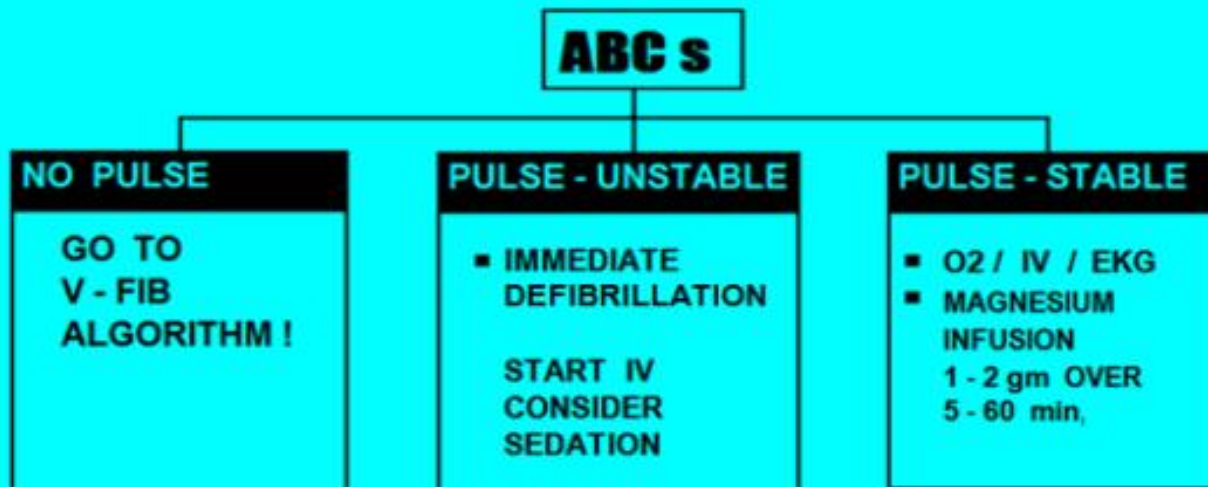 ABC s
NO PULSE
GO TO
V - FIB
ALGORITHM !
PULSE - UNSTABLE
▪ IMMEDIATE
DEFIBRILLATION
START IV
CONSIDER
SEDATION
PULSE - STABLE
▪ O2 / IV / EKG
▪ MAGNESIUM
INFUSION
1 - 2 gm OVER
5 - 60 min,